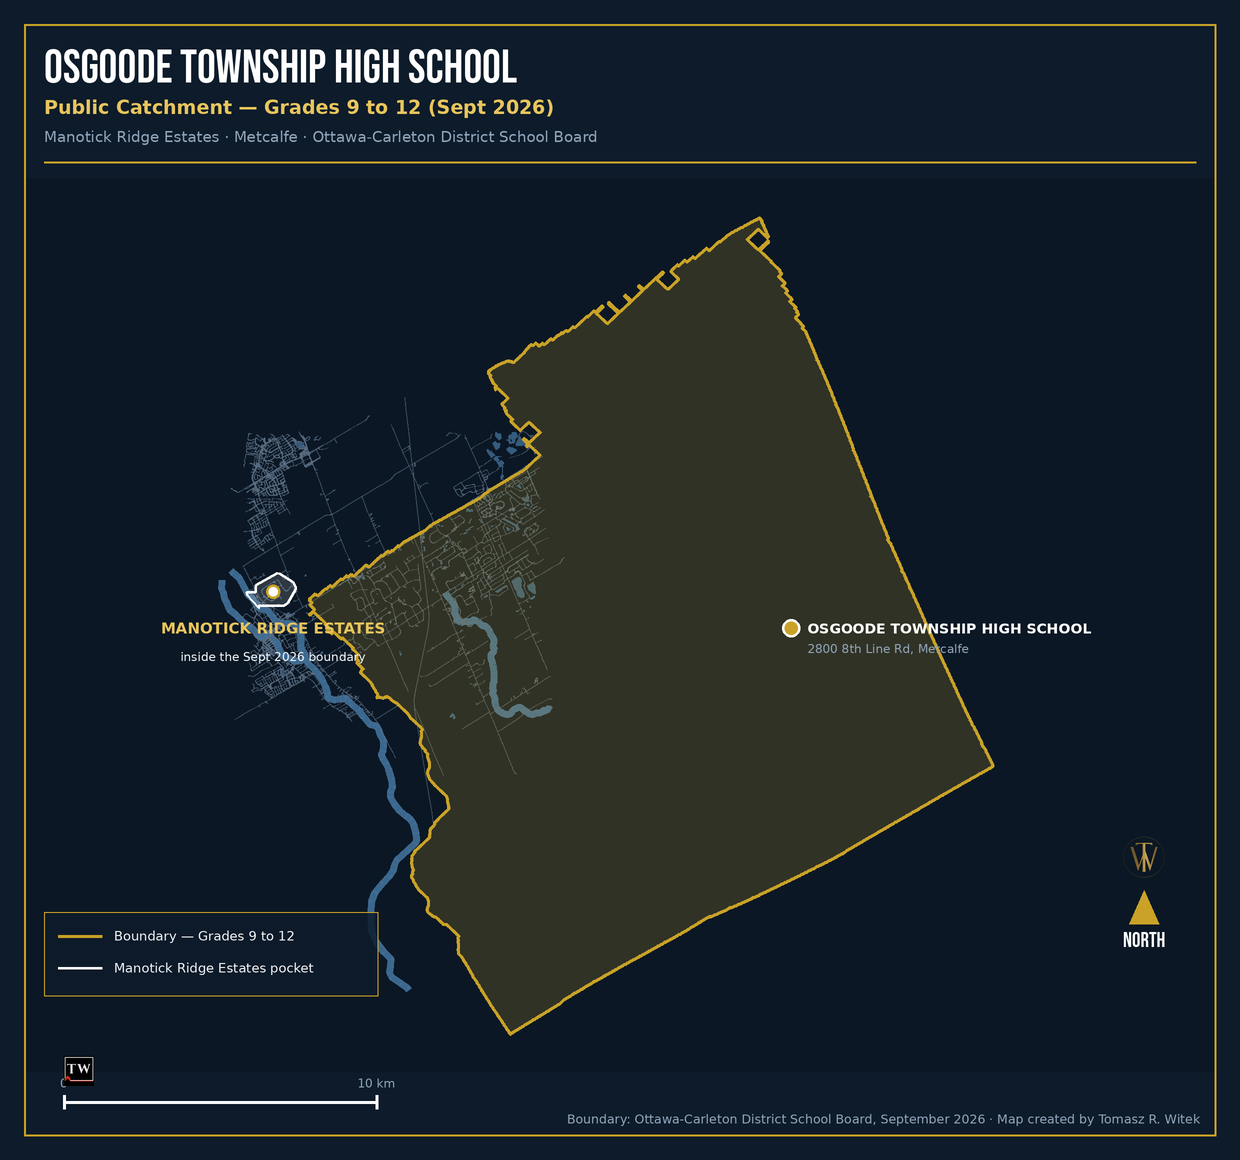 OSGOODE TOWNSHIP HIGH SCHOOL
Public Catchment — Grades 9 to 12 (Sept 2026)
Manotick Ridge Estates · Metcalfe · Ottawa-Carleton District School Board
MANOTICK RIDGE ESTATES
inside the Sept 2026 boundary
OSGOODE TOWNSHIP HIGH SCHOOL
2800 8th Line Rd, Metcalfe
TW
NORTH
Boundary — Grades 9 to 12
Manotick Ridge Estates pocket
TW
0 10 km
Boundary: Ottawa-Carleton District School Board, September 2026 · Map created by Tomasz R. Witek